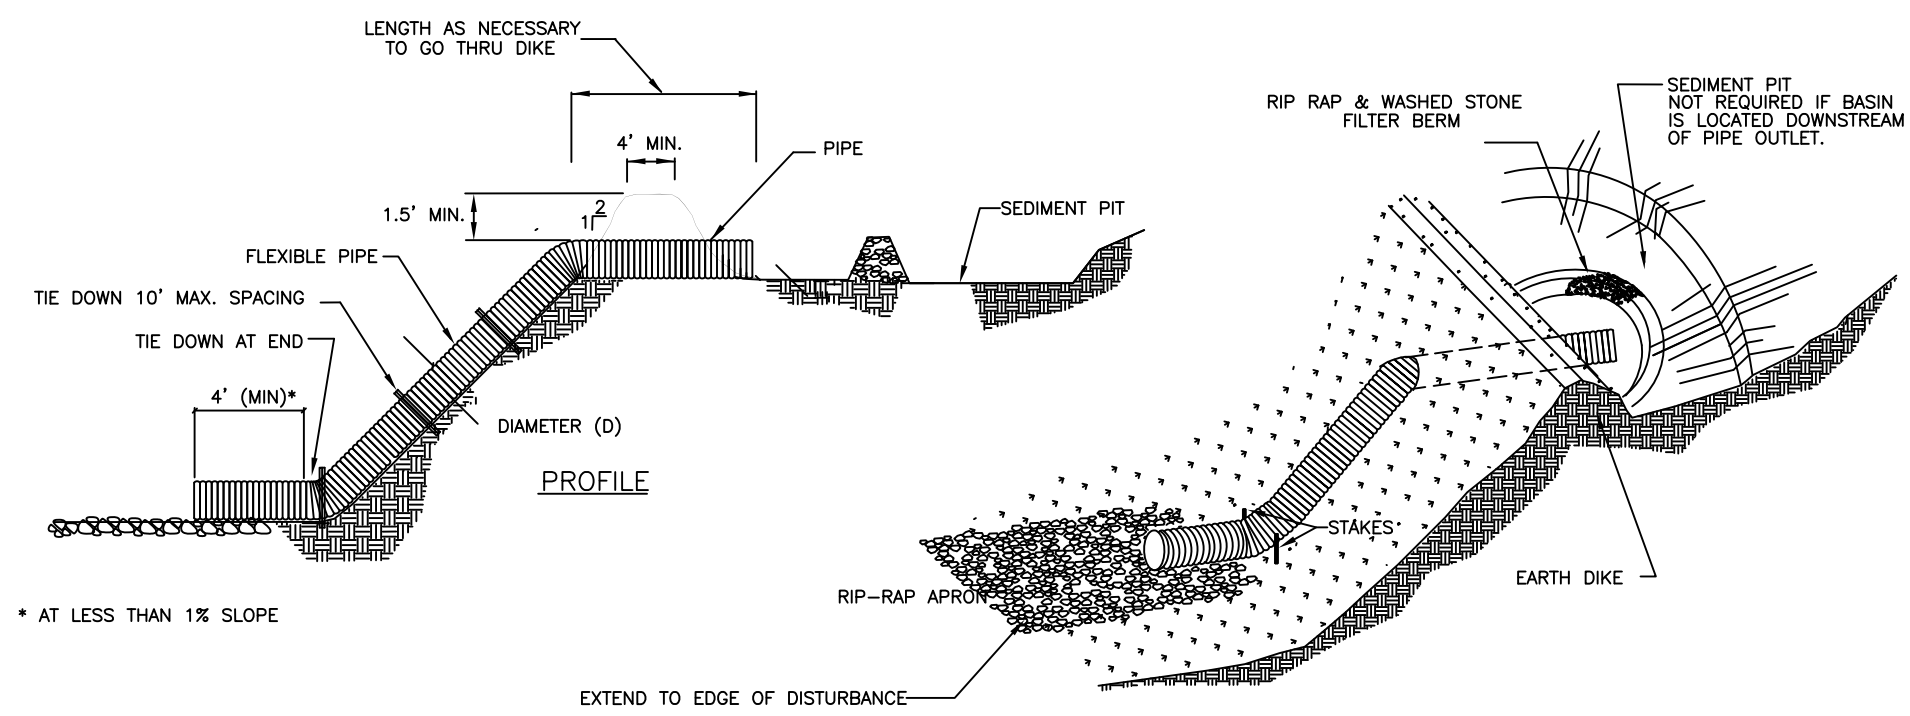 LENGTH AS NECESSARY
TO GO THRU DIKE
4' MIN.
PIPE
1.5' MIN.
2
1
SEDIMENT PIT
FLEXIBLE PIPE
TIE DOWN 10' MAX. SPACING
TIE DOWN AT END
4' (MIN)*
DIAMETER (D)
PROFILE
* AT LESS THAN 1% SLOPE
RIP RAP & WASHED STONE
FILTER BERM
SEDIMENT PIT
NOT REQUIRED IF BASIN
IS LOCATED DOWNSTREAM
OF PIPE OUTLET.
STAKES
EARTH DIKE
RIP-RAP APRON
EXTEND TO EDGE OF DISTURBANCE